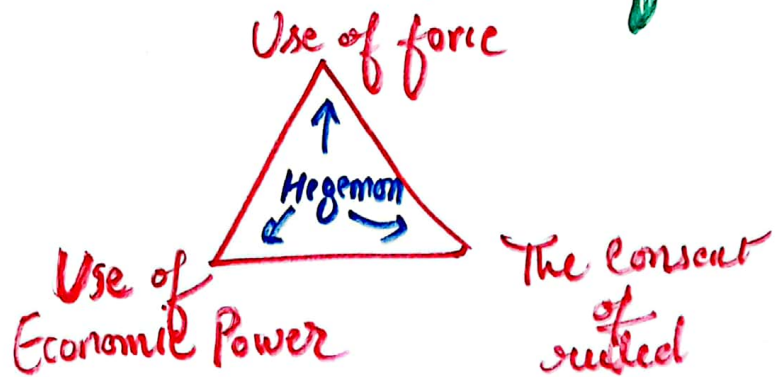 Use of force
Hegemon
Use of
Economic Power
The Consent
of
ruled